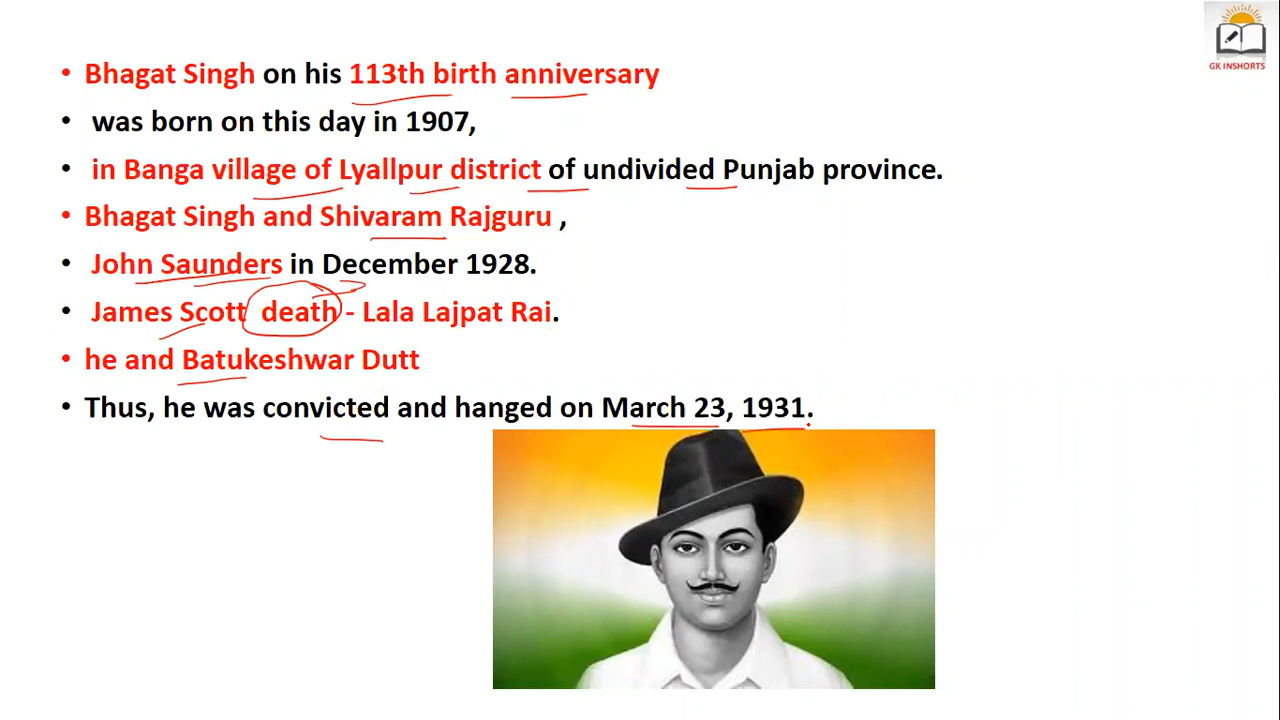 GK INSHORTS
• Bhagat Singh on his 113th birth anniversary
• was born on this day in 1907,
• in Banga village of Lyallpur district of undivided Punjab province.
• Bhagat Singh and Shivaram Rajguru ,
• John Saunders in December 1928.
• James Scott death - Lala Lajpat Rai.
• he and Batukeshwar Dutt
• Thus, he was convicted and hanged on March 23, 1931.